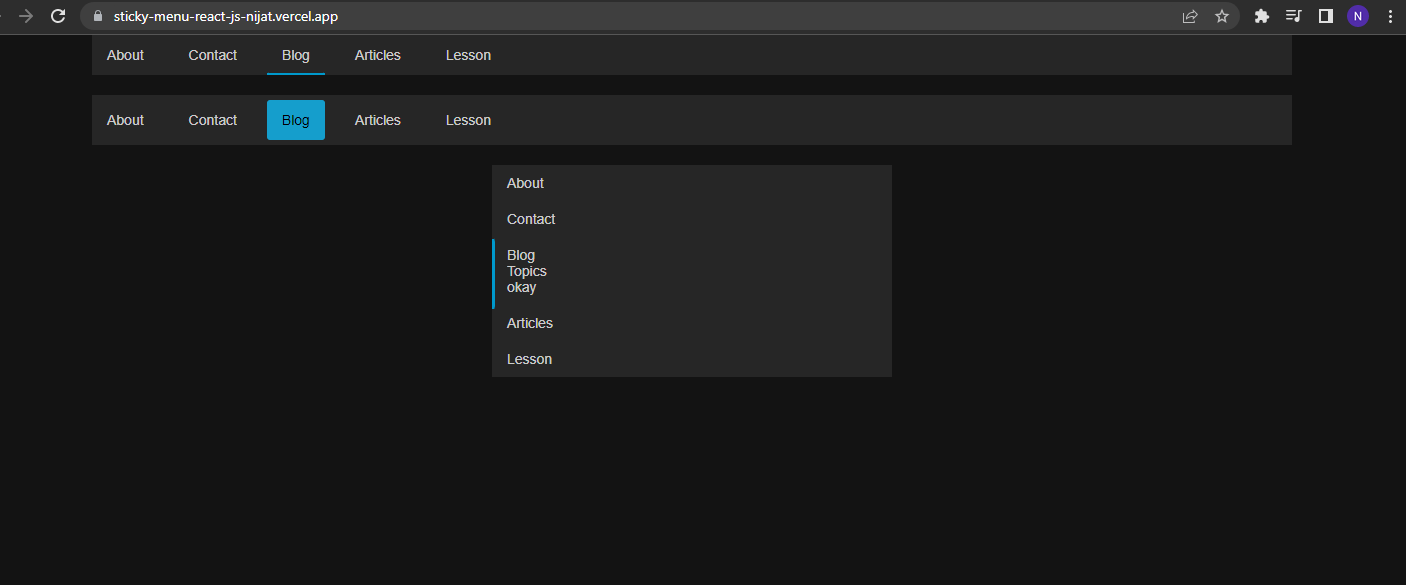 sticky-menu-react-js-nijat.vercel.app
N
About Contact Blog Articles Lesson
About Contact Blog Articles Lesson
About
Contact
Blog
Topics
okay
Articles
Lesson